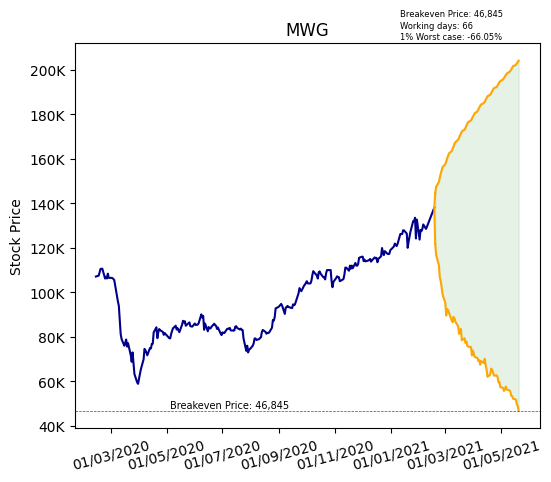 Breakeven Price: 46,845
Working days: 66
1% Worst case: -66.05%
MWG
Stock Price
200K
180K
160K
140K
120K
100K
80K
60K
40K
Breakeven Price: 46,845
01/03/2020 01/05/2020 01/07/2020 01/09/2020 01/11/2020 01/01/2021 01/03/2021 01/05/2021